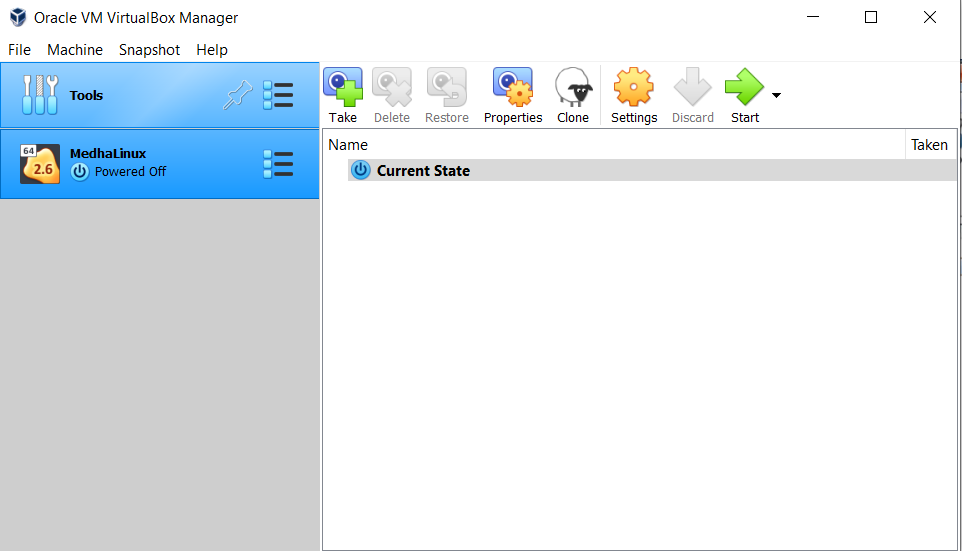 Oracle VM VirtualBox Manager
File Machine Snapshot Help
Tools
Take Delete Restore Properties Clone Settings Discard Start
64
2.6
MedhaLinux
Powered Off
Name Taken
Current State